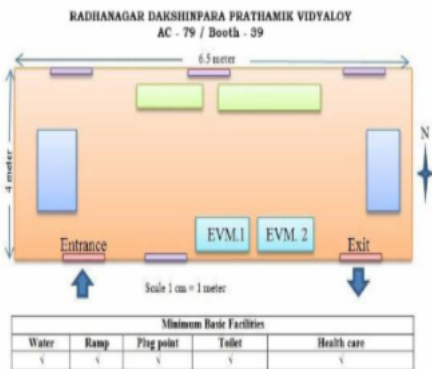 RADHANAGAR DAKSHINPARA PRATHAMIK VIDYALOY
AC - 79 / Booth - 39
6.5 meter
4 meter
N
EVM.1 EVM. 2
Entrance Exit
Scale 1 cm = 1 meter
Minimum Basic Facilities
Water Ramp Plug point Toilet Health care
√ √ √ √ √